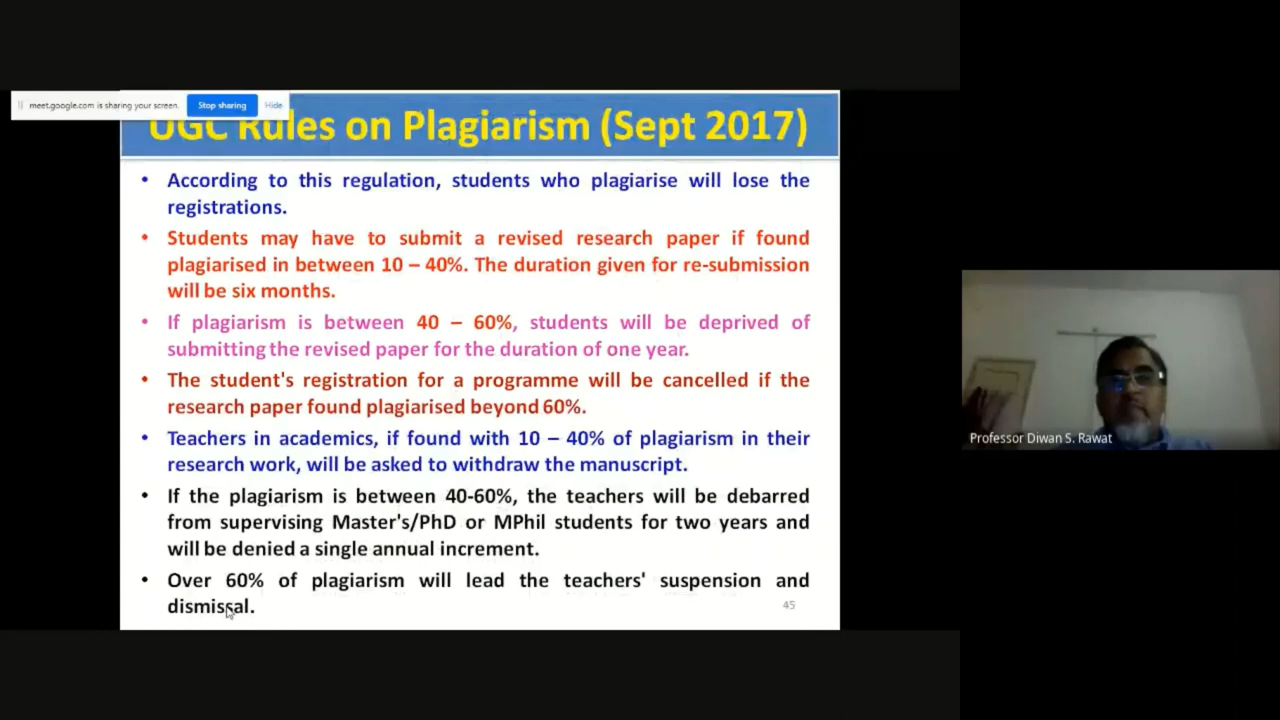 meet.google.com is sharing your screen. Stop sharing Hide
UGC Rules on Plagiarism (Sept 2017)
• According to this regulation, students who plagiarise will lose the
registrations.
• Students may have to submit a revised research paper if found
plagiarised in between 10 – 40%. The duration given for re-submission
will be six months.
• If plagiarism is between 40 – 60%, students will be deprived of
submitting the revised paper for the duration of one year.
• The student's registration for a programme will be cancelled if the
research paper found plagiarised beyond 60%.
• Teachers in academics, if found with 10 – 40% of plagiarism in their
research work, will be asked to withdraw the manuscript.
• If the plagiarism is between 40-60%, the teachers will be debarred
from supervising Master's/PhD or MPhil students for two years and
will be denied a single annual increment.
• Over 60% of plagiarism will lead the teachers' suspension and
dismissal.
45
Professor Diwan S. Rawat